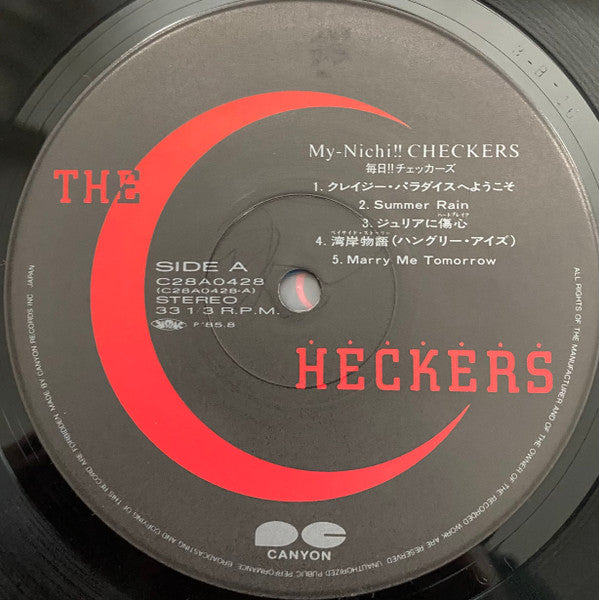 My-Nichi!! CHECKERS
毎日!!チェッカーズ
1. クレイジー・パラダイスへようこそ
2. Summer Rain
ハートブレイク
3. ジュリアに傷心
ベイサイド・ストーリー
4. 湾岸物語(ハングリー・アイズ)
5. Marry Me Tomorrow
THE
CHECKERS
SIDE A
C28A0428
(C28A0428-A)
STEREO
33 1/3 R.P.M.
P'85.8
CANYON
ALL RIGHTS OF THE MANUFACTURER AND OF THE OWNER OF THE RECORDED WORK ARE RESERVED. UNAUTHORIZED PUBLIC PERFORMANCE, BROADCASTING AND COPYING OF THIS RECORD ARE FORBIDDEN. MADE BY CANYON RECORDS INC. JAPAN